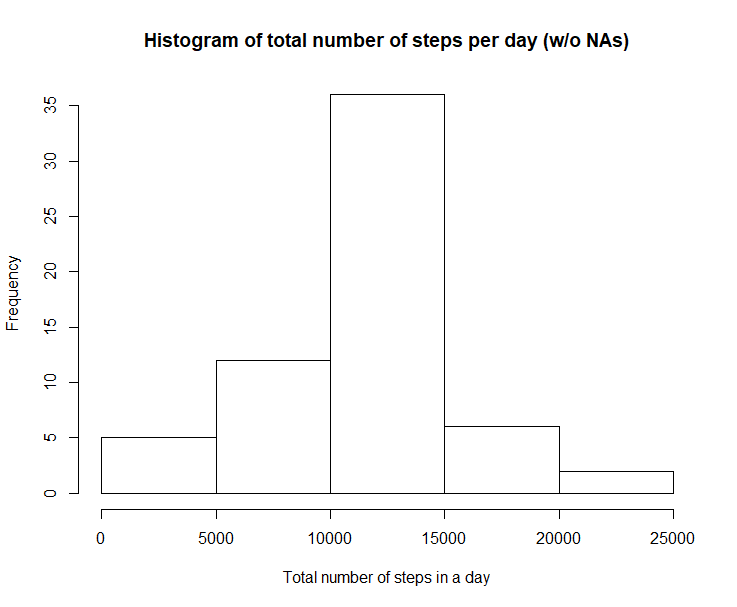 Histogram of total number of steps per day (w/o NAs)
35
30
25
20
15
10
5
0
Frequency
0 5000 10000 15000 20000 25000
Total number of steps in a day